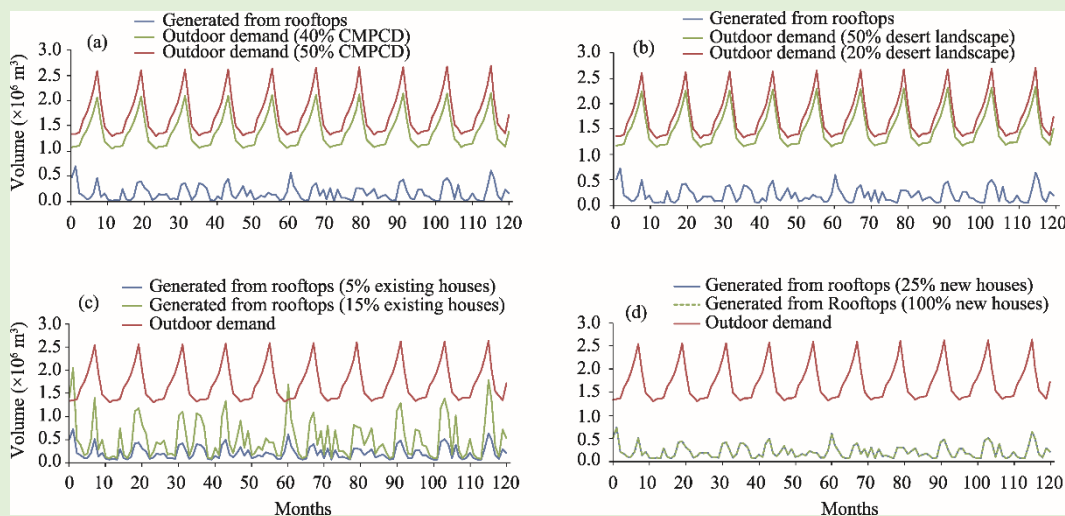 (a)
Generated from rooftops
Outdoor demand (40% CMPCD)
Outdoor demand (50% CMPCD)
Volume (×10⁶ m³)
3.0
2.5
2.0
1.5
1.0
0.5
0.0
0 10 20 30 40 50 60 70 80 90 100 110 120
(b)
Generated from rooftops
Outdoor demand (50% desert landscape)
Outdoor demand (20% desert landscape)
3.0
2.5
2.0
1.5
1.0
0.5
0.0
0 10 20 30 40 50 60 70 80 90 100 110 120
(c)
Generated from rooftops (5% existing houses)
Generated from rooftops (15% existing houses)
Outdoor demand
Volume (×10⁶ m³)
3.0
2.5
2.0
1.5
1.0
0.5
0.0
0 10 20 30 40 50 60 70 80 90 100 110 120
Months
(d)
Generated from rooftops (25% new houses)
Generated from Rooftops (100% new houses)
Outdoor demand
3.0
2.5
2.0
1.5
1.0
0.5
0.0
0 10 20 30 40 50 60 70 80 90 100 110 120
Months